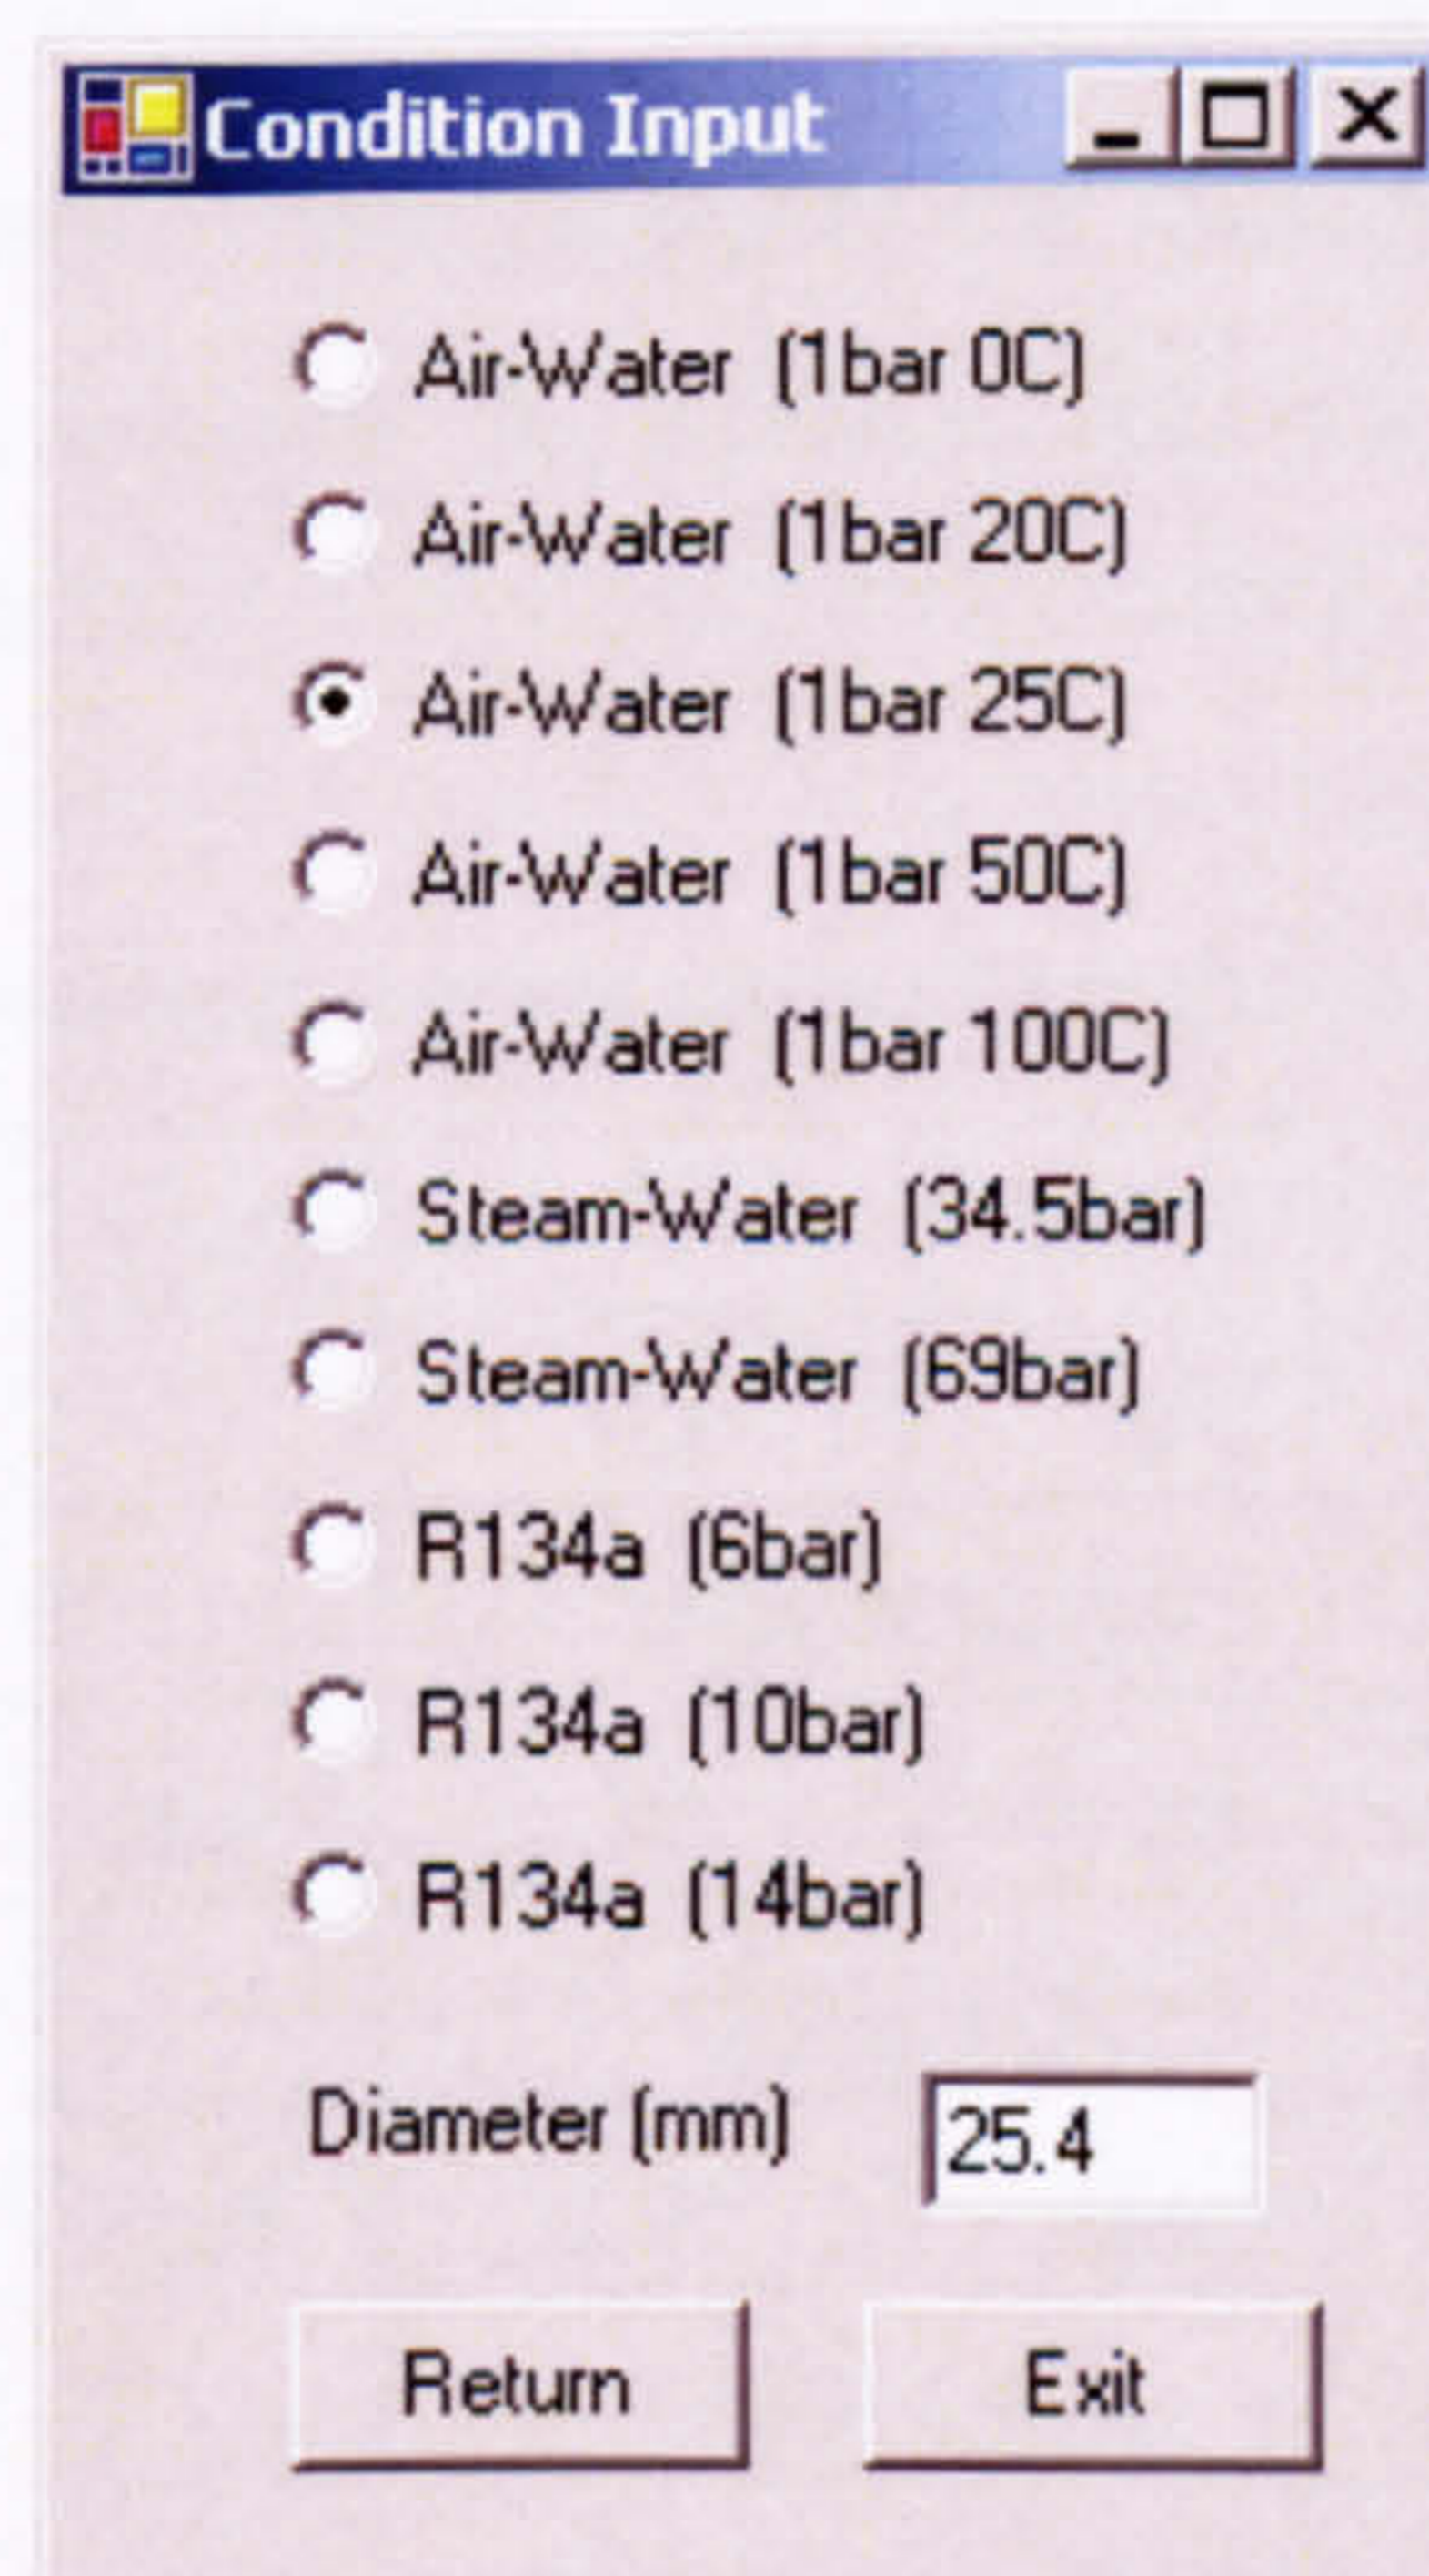 Condition Input
Air-Water (1bar 0C)
Air-Water (1bar 20C)
Air-Water (1bar 25C)
Air-Water (1bar 50C)
Air-Water (1bar 100C)
Steam-Water (34.5bar)
Steam-Water (69bar)
R134a (6bar)
R134a (10bar)
R134a (14bar)
Diameter (mm) 25.4
Return Exit